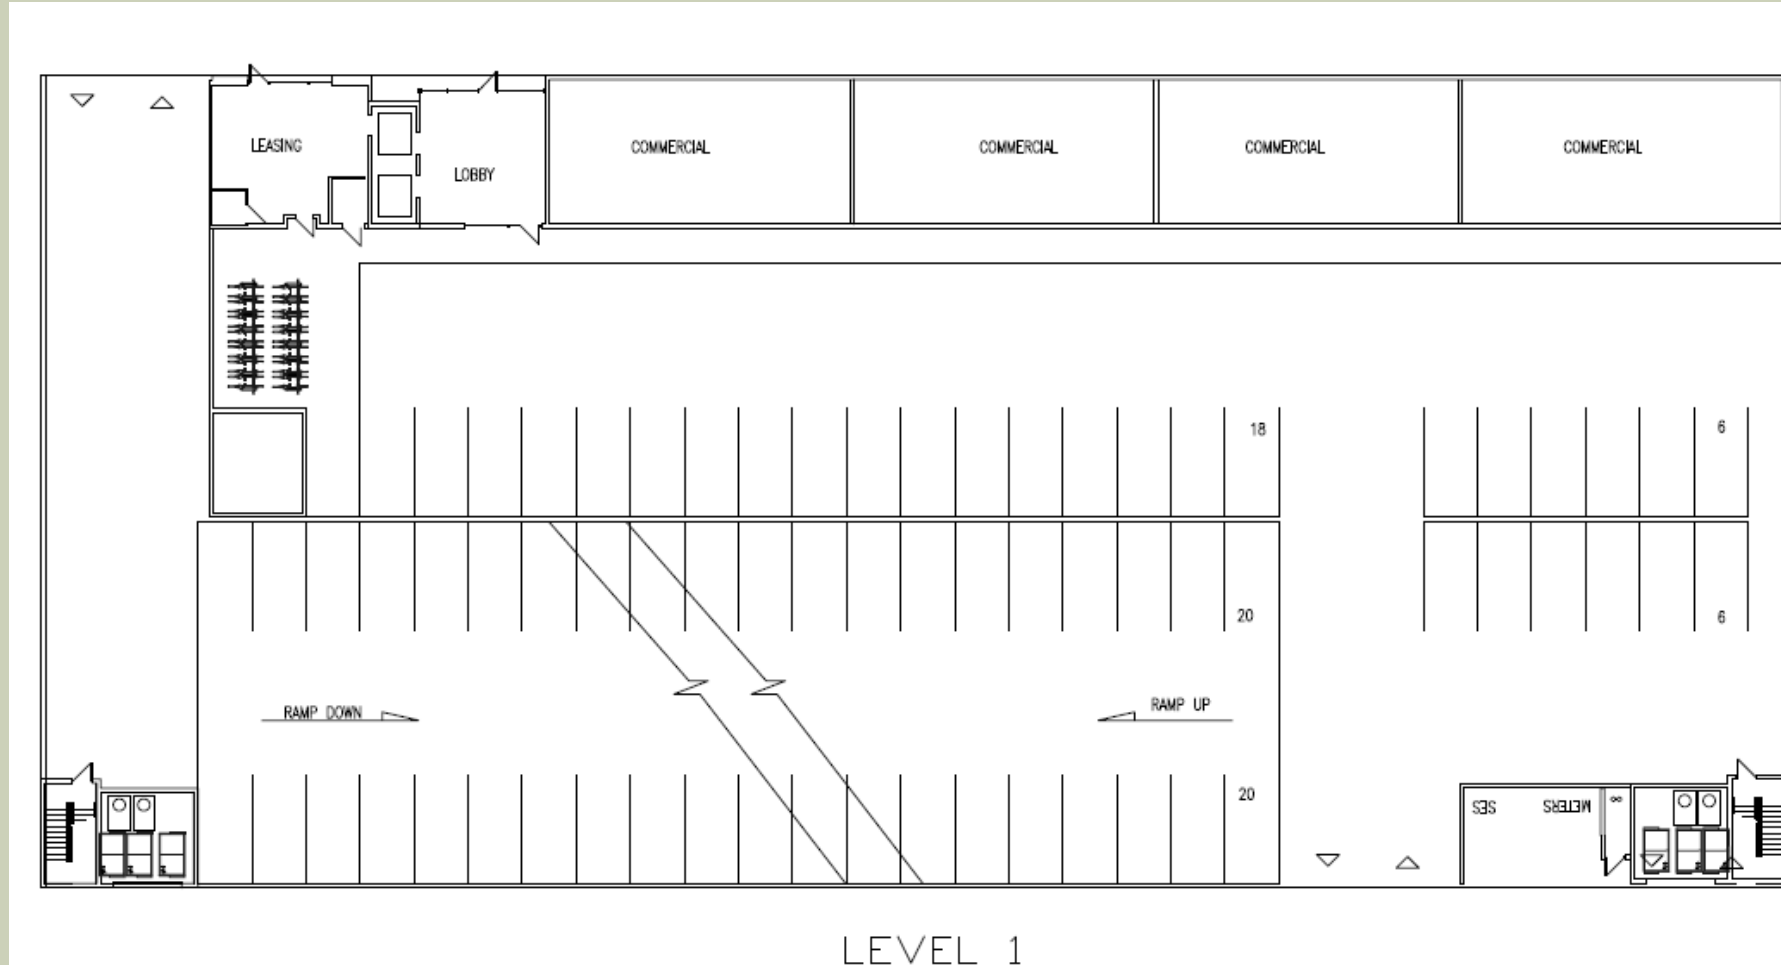 LEASING
LOBBY
COMMERCIAL
COMMERCIAL
COMMERCIAL
COMMERCIAL
18
6
20
6
RAMP DOWN
RAMP UP
20
SES
METERS
LEVEL 1